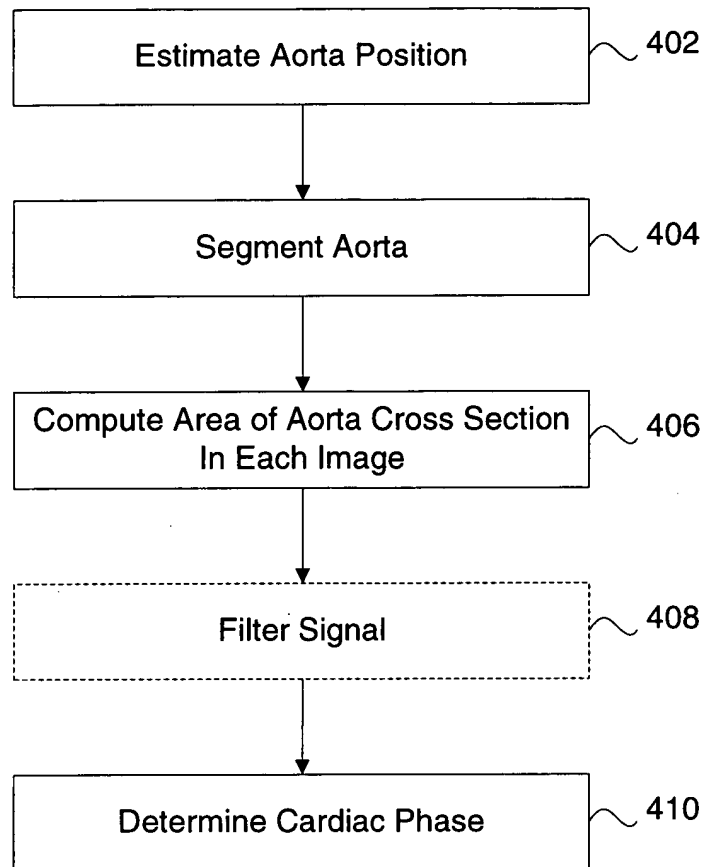 Estimate Aorta Position
402
Segment Aorta
404
Compute Area of Aorta Cross Section
In Each Image
406
Filter Signal
408
Determine Cardiac Phase
410